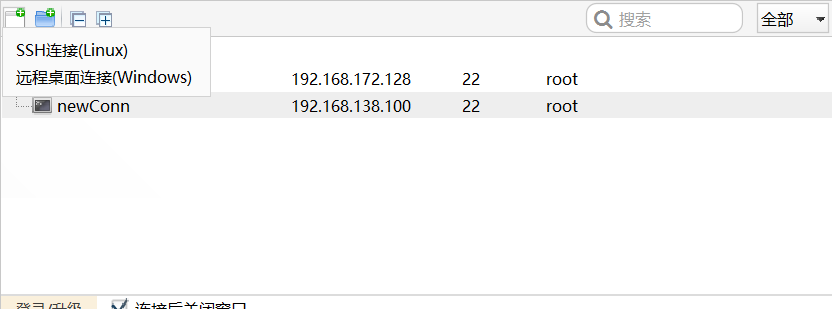 搜索
全部
SSH连接(Linux)
远程桌面连接(Windows)
192.168.172.128 22 root
newConn 192.168.138.100 22 root
登录/升级 连接后关闭窗口